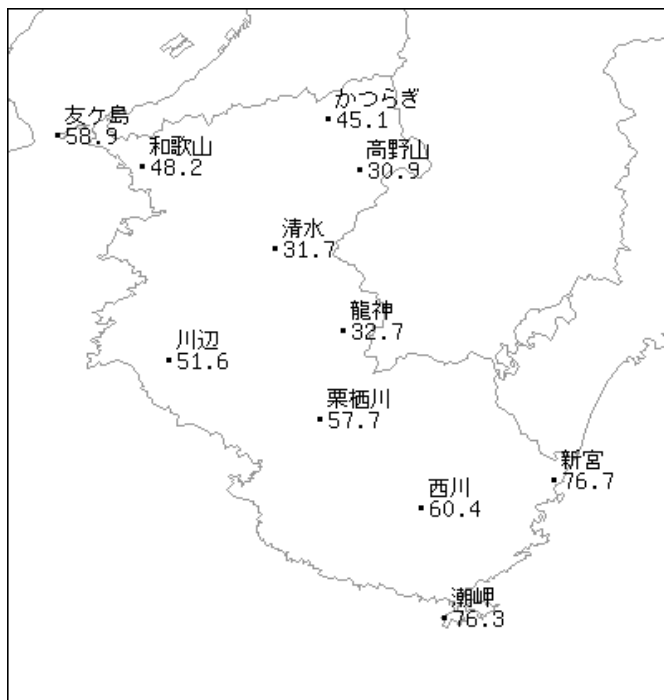 かつらぎ
45.1
友ケ島
58.9
和歌山
48.2
高野山
30.9
清水
31.7
龍神
32.7
川辺
51.6
栗栖川
57.7
新宮
76.7
西川
60.4
潮岬
76.3